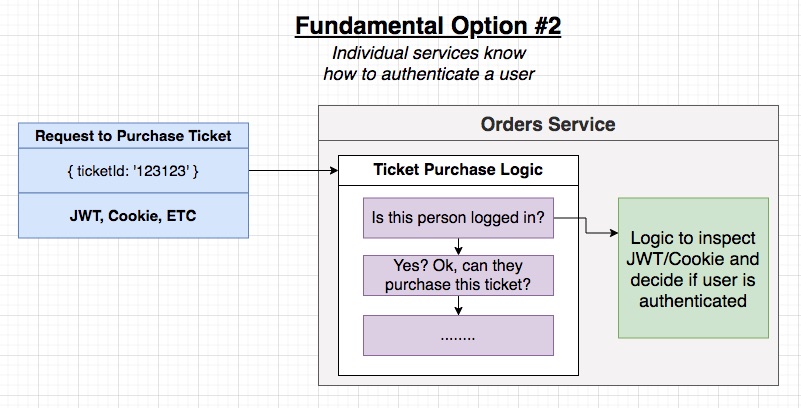 Fundamental Option #2
Individual services know
how to authenticate a user
Request to Purchase Ticket
{ ticketId: '123123' }
JWT, Cookie, ETC
Orders Service
Ticket Purchase Logic
Is this person logged in?
Yes? Ok, can they
purchase this ticket?
........
Logic to inspect
JWT/Cookie and
decide if user is
authenticated